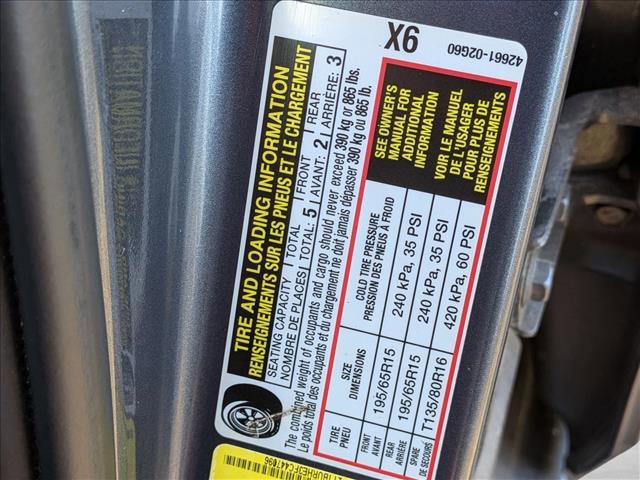 X6
42661-02G60
TIRE AND LOADING INFORMATION
RENSEIGNEMENTS SUR LES PNEUS ET LE CHARGEMENT
SEATING CAPACITY TOTAL FRONT REAR
NOMBRE DE PLACES TOTAL: 5 AVANT: 2 ARRIÈRE: 3
The combined weight of occupants and cargo should never exceed 390 kg or 865 lbs.
Le poids total des occupants et du chargement ne doit jamais dépasser 390 kg ou 865 lb.
TIRE SIZE COLD TIRE PRESSURE
PNEU DIMENSIONS PRESSION DES PNEUS À FROID
FRONT
AVANT 195/65R15 240 kPa, 35 PSI
REAR
ARRIÈRE 195/65R15 240 kPa, 35 PSI
SPARE
DE SECOURS T135/80R16 420 kPa, 60 PSI
SEE OWNER'S
MANUAL FOR
ADDITIONAL
INFORMATION
VOIR LE MANUEL
DE L'USAGER
POUR PLUS DE
RENSEIGNEMENTS